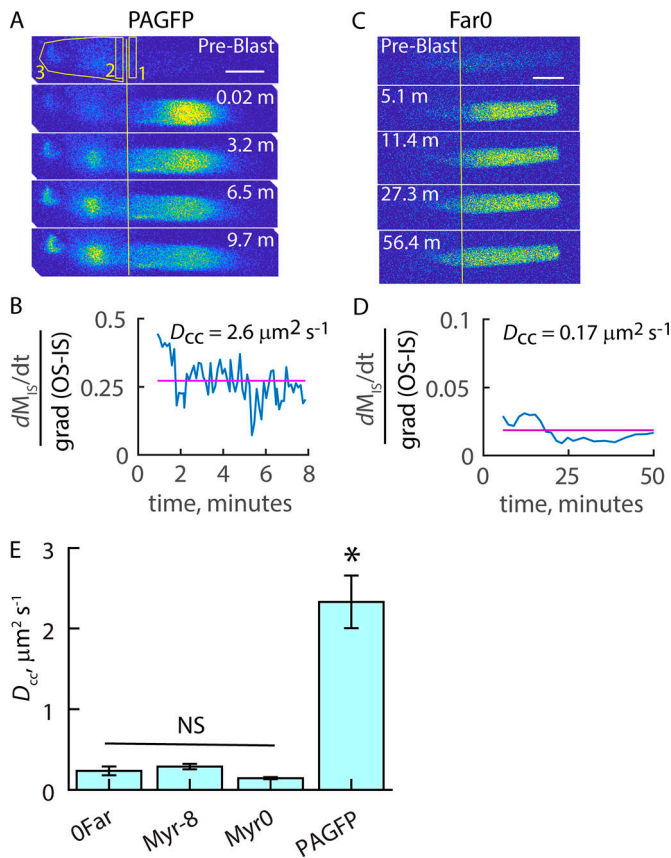 A PAGFP
Pre-Blast
3 2 1
0.02 m
3.2 m
6.5 m
9.7 m
C Far0
Pre-Blast
5.1 m
11.4 m
27.3 m
56.4 m
B
dM_IS/dt
grad (OS-IS)
D_CC = 2.6 μm² s⁻¹
0.5
0.25
0
0 2 4 6 8
time, minutes
D
dM_IS/dt
grad (OS-IS)
D_CC = 0.17 μm² s⁻¹
0.1
0.05
0
0 25 50
time, minutes
E
D_cc, μm² s⁻¹
3
2
1
0
NS
*
0Far Myr-8 Myr0 PAGFP